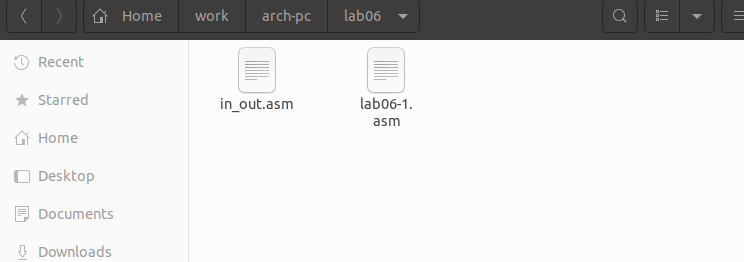 Home work arch-pc lab06
Recent
Starred
Home
Desktop
Documents
Downloads
in_out.asm
lab06-1.
asm